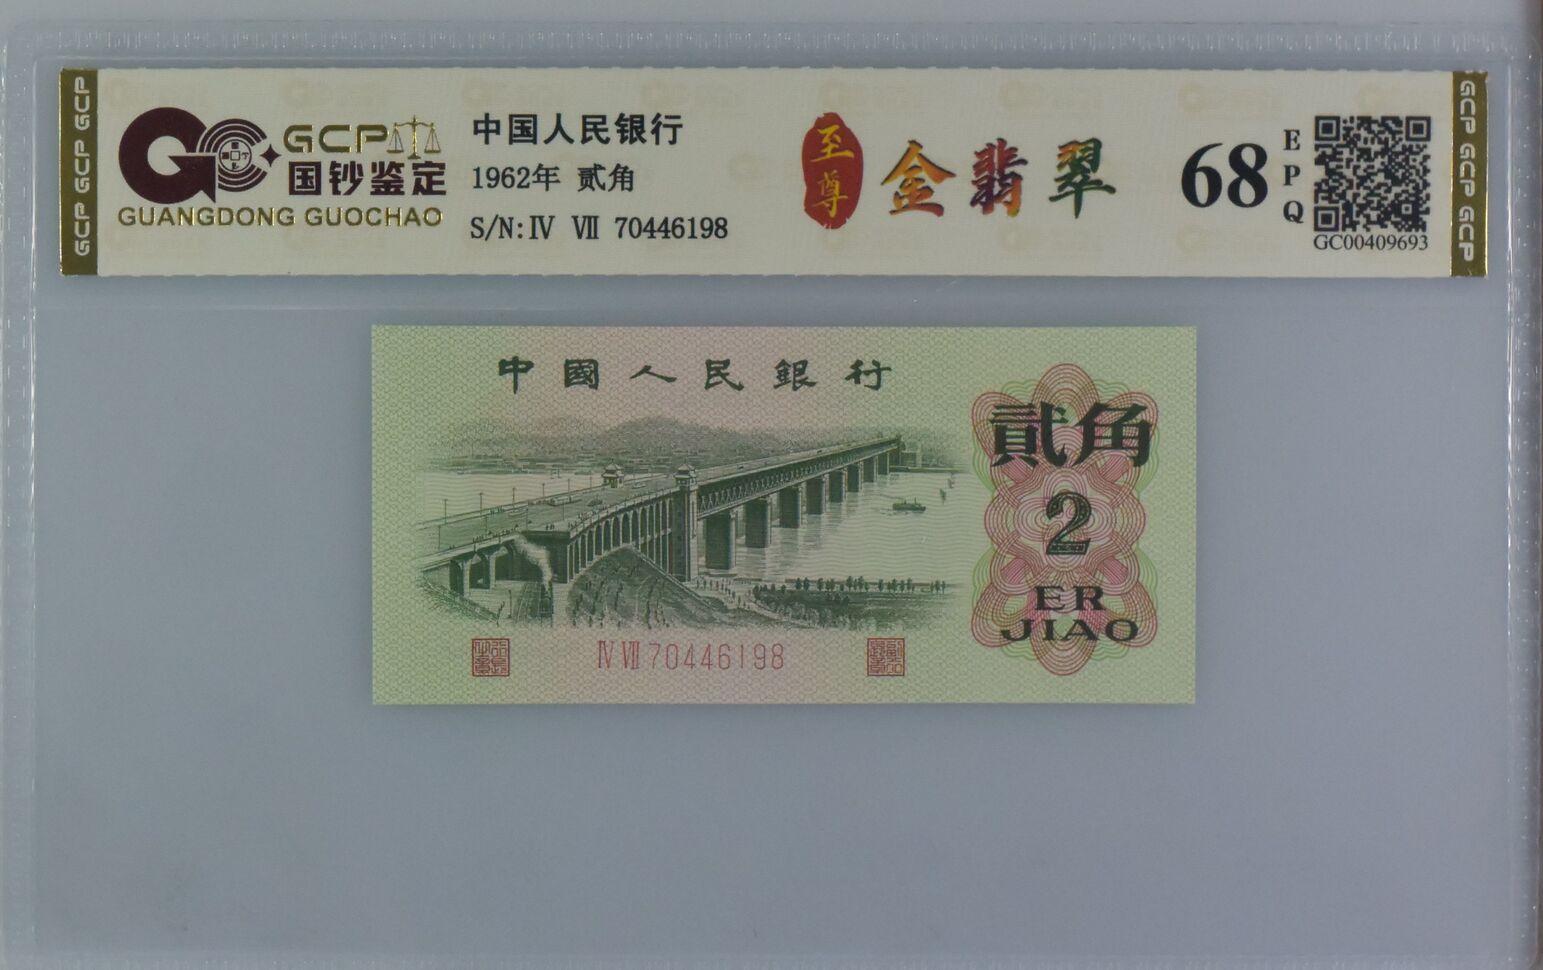 GCP GCP GCP
GCP
国钞鉴定
GUANGDONG GUOCHAO
中国人民银行
1962年 贰角
S/N: IV VII 70446198
至尊
金翡翠
68
EPQ
GC00409693
GCP GCP GCP
中國人民銀行
貳角
2
ER
JIAO
IV VII 70446198